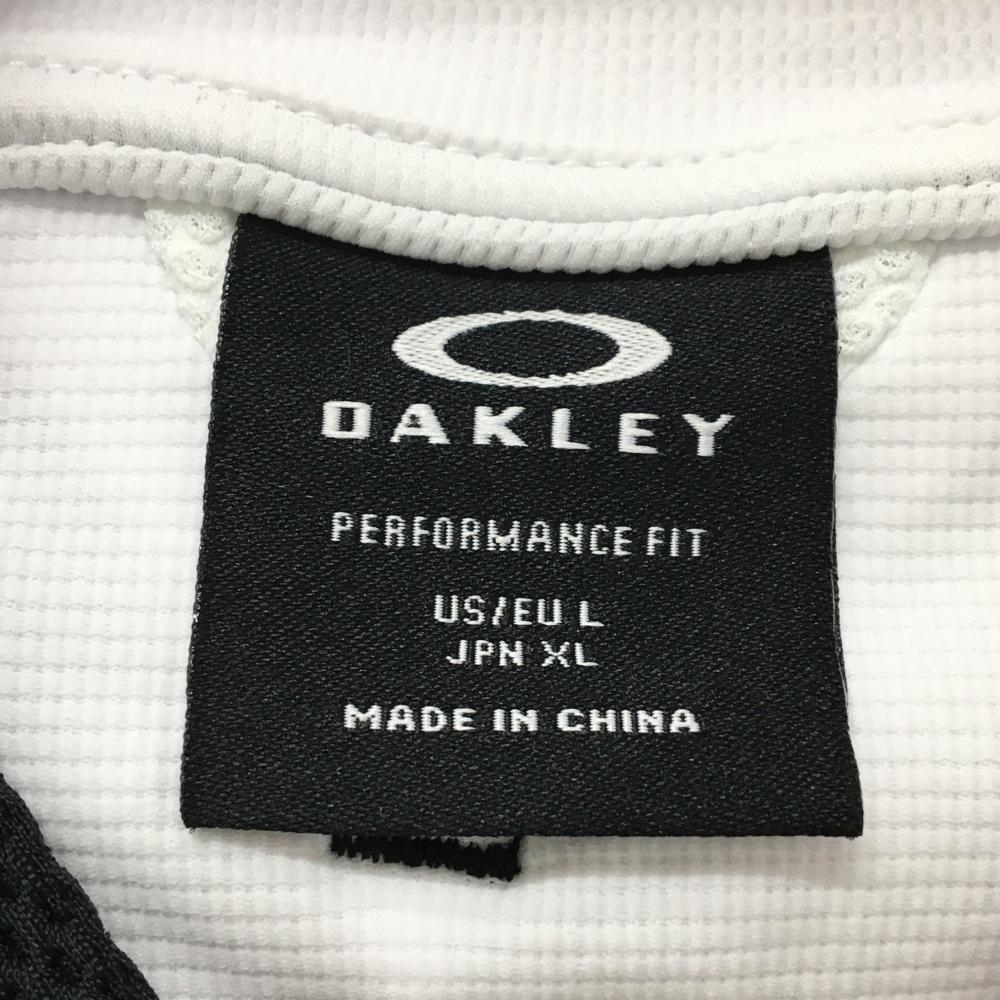 OAKLEY
PERFORMANCE FIT
US/EU L
JPN XL
MADE IN CHINA